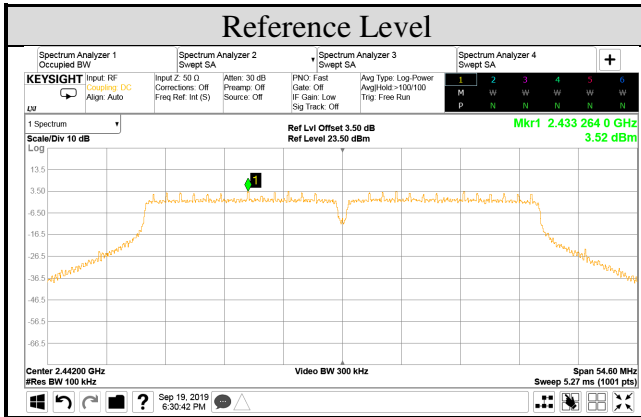 Reference Level
Spectrum Analyzer 1
Occupied BW
Spectrum Analyzer 2
Swept SA
Spectrum Analyzer 3
Swept SA
Spectrum Analyzer 4
Swept SA
KEYSIGHT
Input: RF
Coupling: DC
Align: Auto
Input Z: 50 Ω
Corrections: Off
Freq Ref: Int (S)
Atten: 30 dB
Preamp: Off
Source: Off
PNO: Fast
Gate: Off
IF Gain: Low
Sig Track: Off
Avg Type: Log-Power
Avg|Hold:>100/100
Trig: Free Run
1 2 3 4 5 6
M W W W W W
P N N N N N
LXI
1 Spectrum
Scale/Div 10 dB
Ref Lvl Offset 3.50 dB
Ref Level 23.50 dBm
Mkr1 2.433 264 0 GHz
3.52 dBm
Log
1
13.5
3.50
-6.50
-16.5
-26.5
-36.5
-46.5
-56.5
-66.5
Center 2.44200 GHz
#Res BW 100 kHz
Video BW 300 kHz
Span 54.60 MHz
Sweep 5.27 ms (1001 pts)
Sep 19, 2019
6:30:42 PM